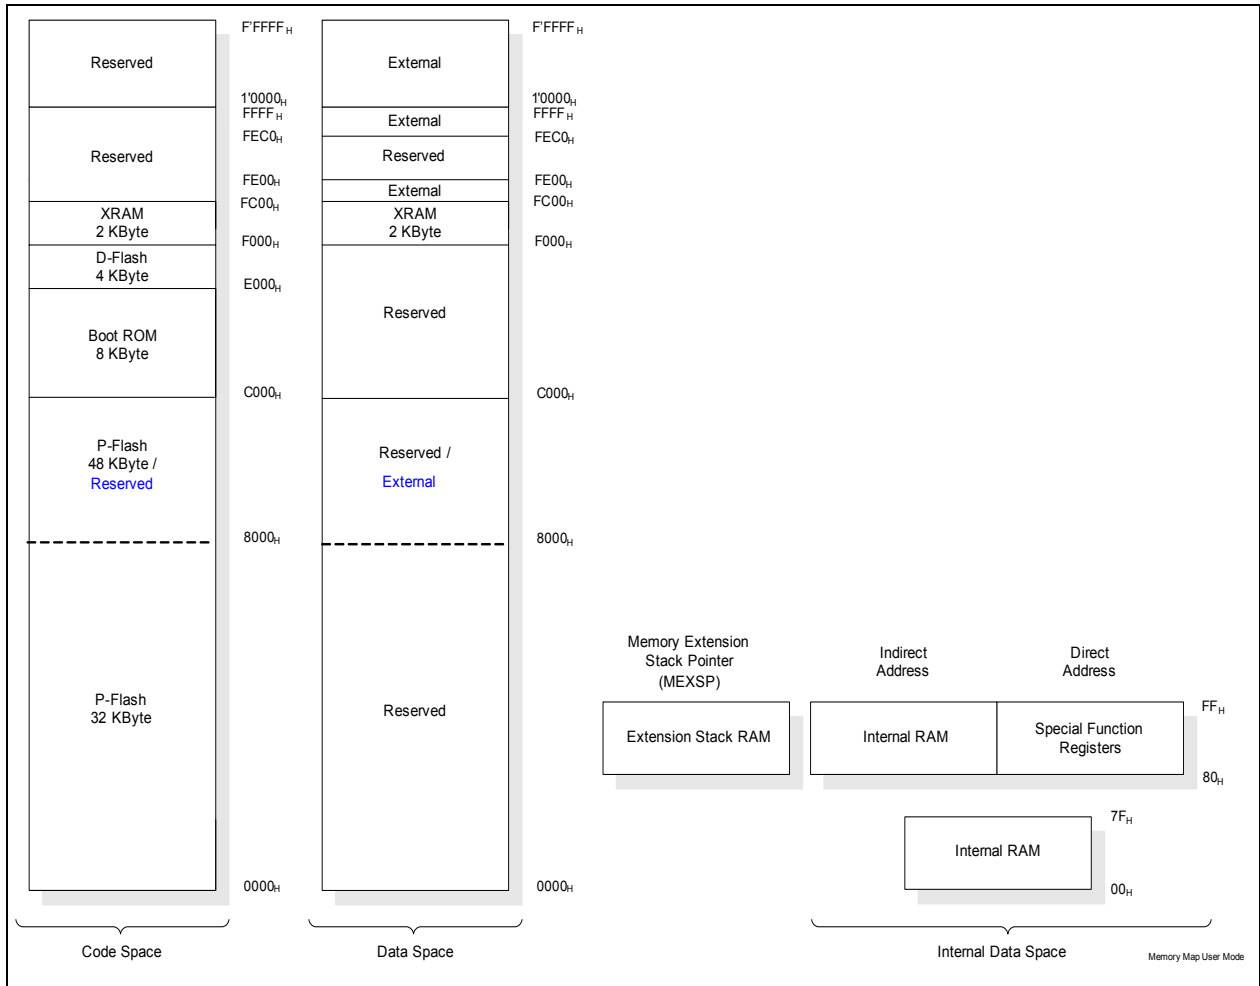 F'FFFFH
F'FFFFH
Reserved
External
1'0000H
1'0000H
FFFFH
FFFFH
External
FEC0H
FEC0H
Reserved
Reserved
FE00H
FE00H
External
FC00H
FC00H
XRAM
2 KByte
XRAM
2 KByte
F000H
F000H
D-Flash
4 KByte
E000H
Reserved
Boot ROM
8 KByte
C000H
C000H
P-Flash
48 KByte /
Reserved
Reserved /
External
8000H
8000H
P-Flash
32 KByte
Reserved
0000H
0000H
Code Space
Data Space
Memory Extension
Stack Pointer
(MEXSP)
Indirect
Address
Direct
Address
Extension Stack RAM
Internal RAM
Special Function
Registers
FFH
80H
7FH
Internal RAM
00H
Internal Data Space
Memory Map User Mode